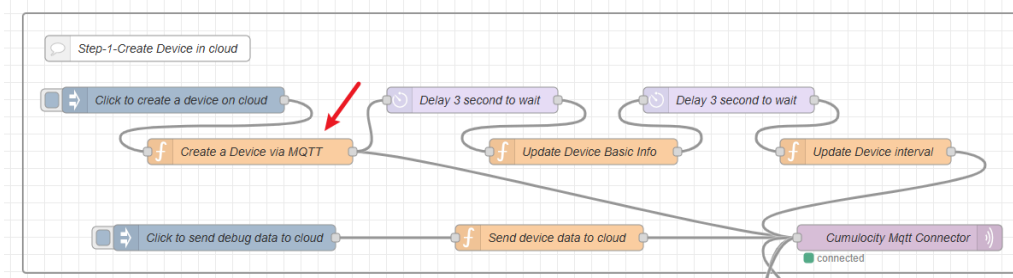 Step-1-Create Device in cloud
Click to create a device on cloud
Delay 3 second to wait
Delay 3 second to wait
Create a Device via MQTT
Update Device Basic Info
Update Device interval
Click to send debug data to cloud
Send device data to cloud
Cumulocity Mqtt Connector
connected